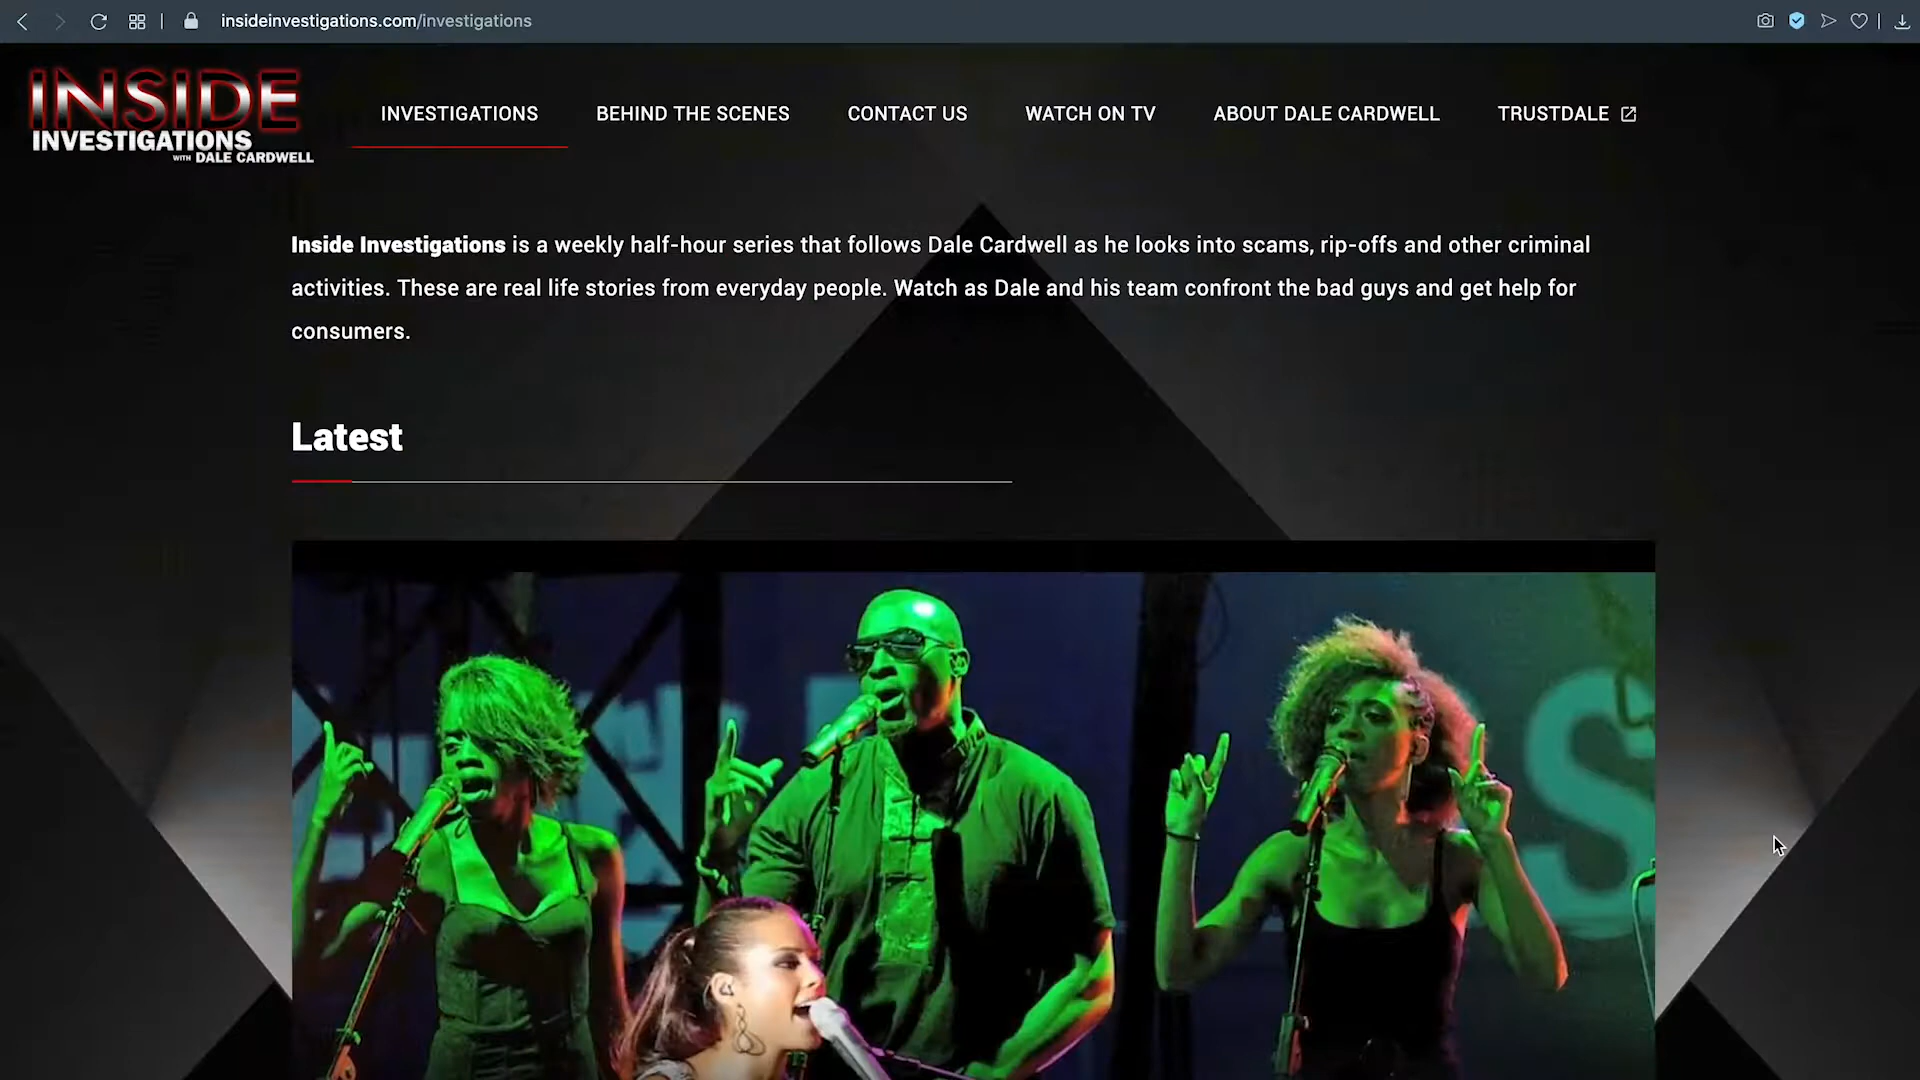 insideinvestigations.com/investigations
INSIDE
INVESTIGATIONS
WITH DALE CARDWELL
INVESTIGATIONS
BEHIND THE SCENES
CONTACT US
WATCH ON TV
ABOUT DALE CARDWELL
TRUSTDALE
Inside Investigations is a weekly half-hour series that follows Dale Cardwell as he looks into scams, rip-offs and other criminal
activities. These are real life stories from everyday people. Watch as Dale and his team confront the bad guys and get help for
consumers.
Latest